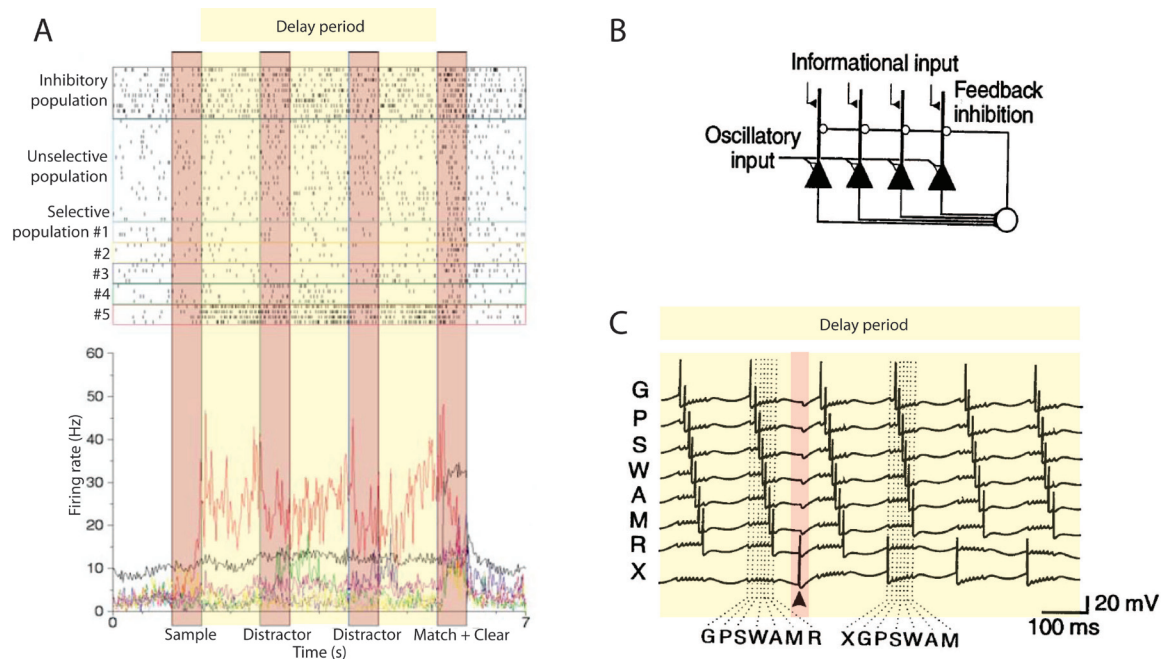 A
Delay period
Inhibitory
population
Unselective
population
Selective
population #1
#2
#3
#4
#5
60
50
40
30
20
10
0
Firing rate (Hz)
0
7
Sample
Distractor
Distractor
Match + Clear
Time (s)
B
Informational input
Feedback
inhibition
Oscillatory
input
C
Delay period
G
P
S
W
A
M
R
X
GPSWAMR
XGPSWAM
20 mV
100 ms